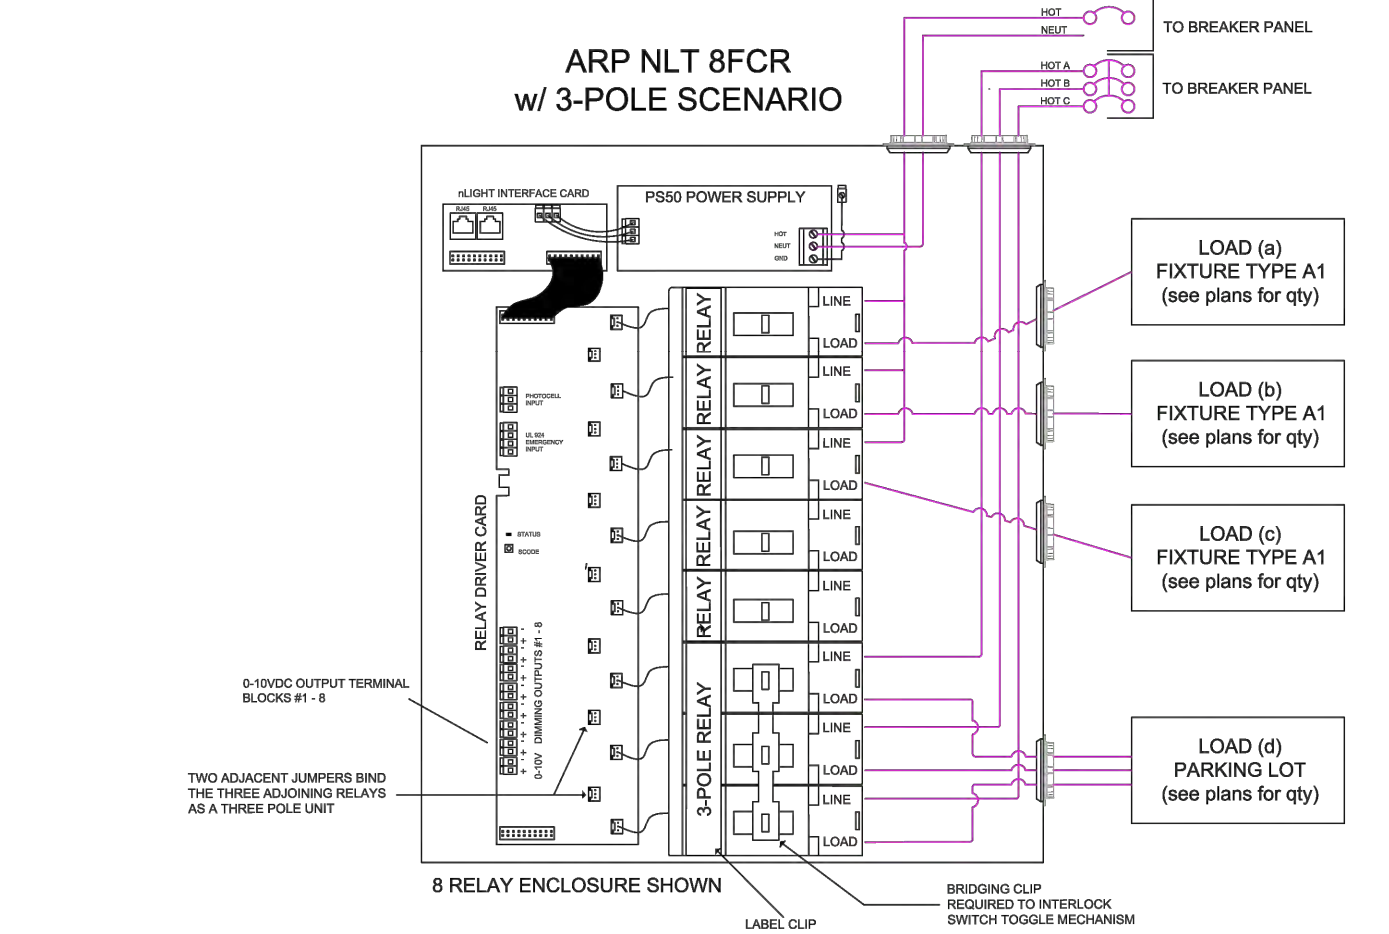 HOT
NEUT
TO BREAKER PANEL
ARP NLT 8FCR
w/ 3-POLE SCENARIO
HOT A
HOT B
HOT C
TO BREAKER PANEL
nLIGHT INTERFACE CARD
RJ45
RJ45
PS50 POWER SUPPLY
HOT
NEUT
GND
LOAD (a)
FIXTURE TYPE A1
(see plans for qty)
RELAY
LINE
LOAD
RELAY
LINE
LOAD
LOAD (b)
FIXTURE TYPE A1
(see plans for qty)
PHOTOCELL
INPUT
UL 924
EMERGENCY
INPUT
RELAY
LINE
LOAD
RELAY DRIVER CARD
STATUS
SCODE
RELAY
LINE
LOAD
LOAD (c)
FIXTURE TYPE A1
(see plans for qty)
RELAY
LINE
LOAD
-
+
-
+
-
+
-
+
-
+
-
+
-
+
-
+
0-10V DIMMING OUTPUTS #1 - 8
3-POLE RELAY
LINE
LOAD
LINE
LOAD
LINE
LOAD
0-10VDC OUTPUT TERMINAL
BLOCKS #1 - 8
LOAD (d)
PARKING LOT
(see plans for qty)
TWO ADJACENT JUMPERS BIND
THE THREE ADJOINING RELAYS
AS A THREE POLE UNIT
8 RELAY ENCLOSURE SHOWN
LABEL CLIP
BRIDGING CLIP
REQUIRED TO INTERLOCK
SWITCH TOGGLE MECHANISM